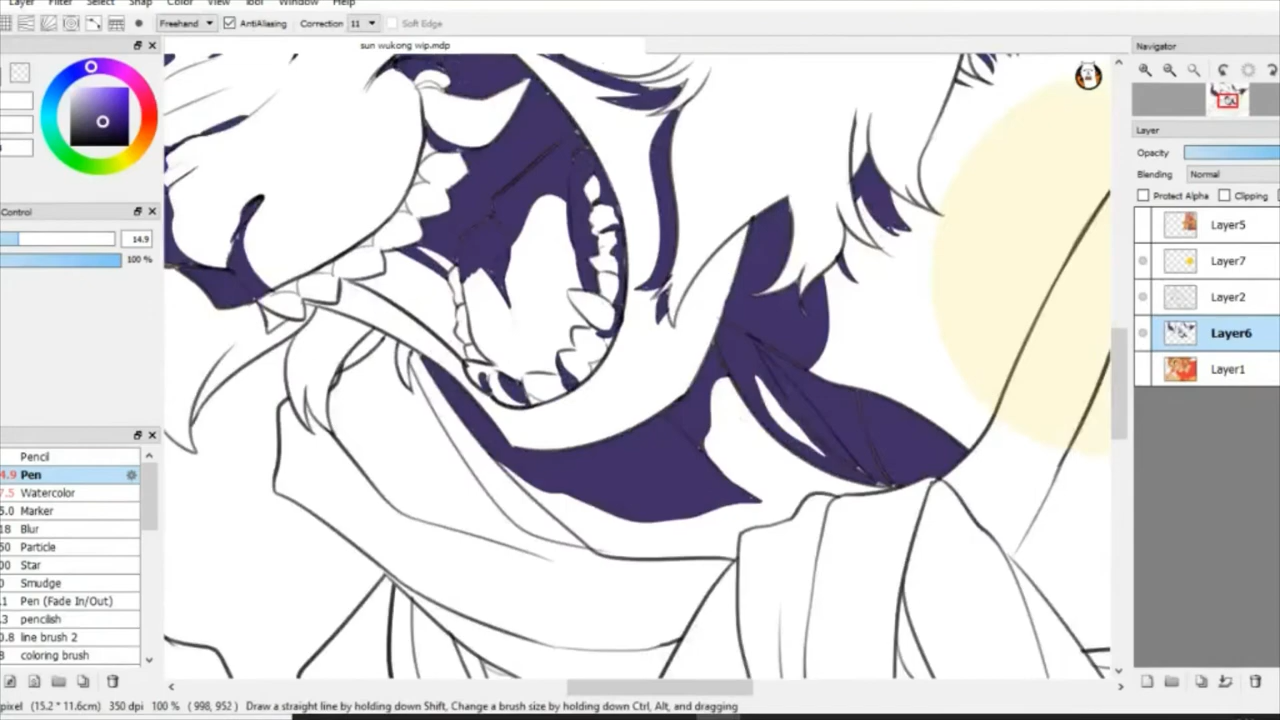 Layer Filter Select Snap Color View Tool Window Help
Freehand AntiAliasing Correction 11 Soft Edge
sun wukong wip.mdp
Navigator
Layer
Opacity
Blending Normal
Protect Alpha Clipping
Control
14.9
100 %
Layer5
Layer7
Layer2
Layer6
Layer1
Pencil
4.9 Pen
7.5 Watercolor
5.0 Marker
18 Blur
50 Particle
00 Star
0 Smudge
.1 Pen (Fade In/Out)
.3 pencilish
0.8 line brush 2
8 coloring brush
pixel (15.2 * 11.6cm) 350 dpi 100 % ( 998, 952 ) Draw a straight line by holding down Shift, Change a brush size by holding down Ctrl, Alt, and dragging